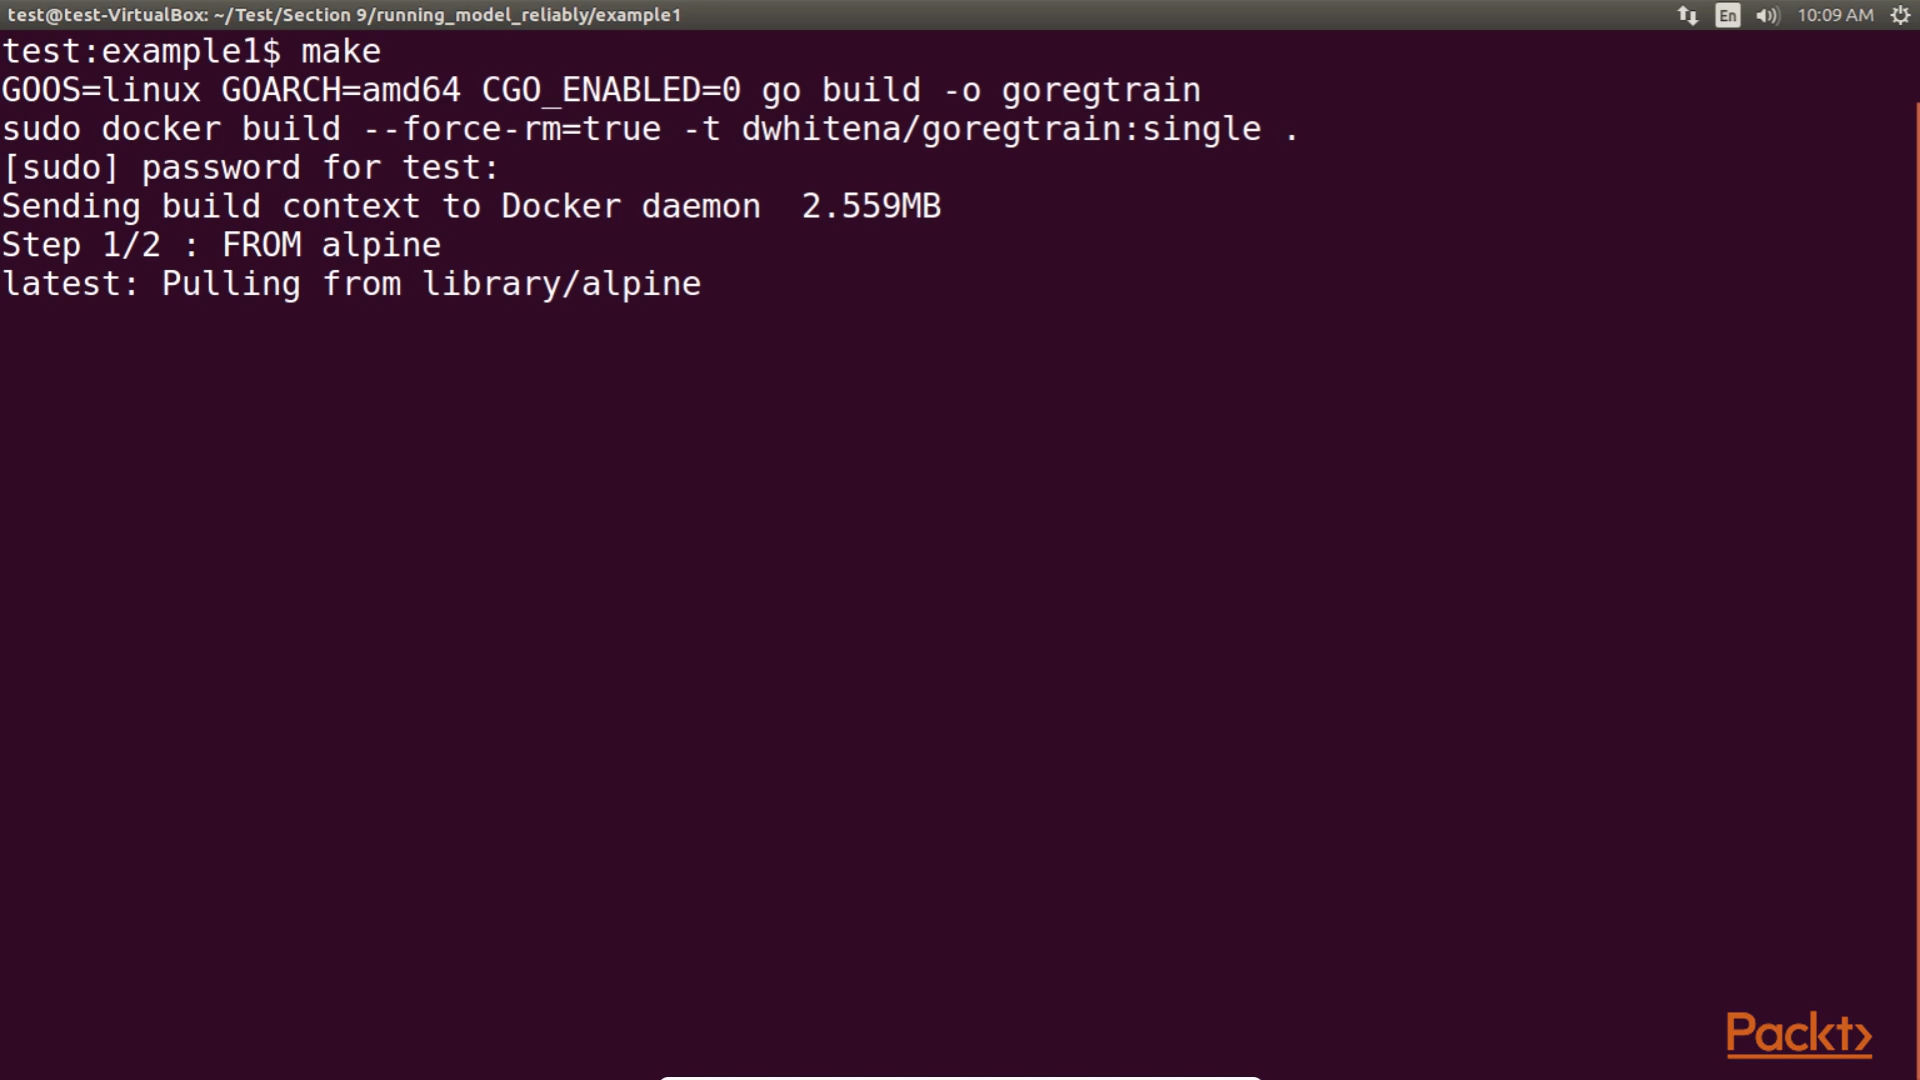 test@test-VirtualBox: ~/Test/Section 9/running_model_reliably/example1
En
10:09 AM
test:example1$ make
GOOS=linux GOARCH=amd64 CGO_ENABLED=0 go build -o goregtrain
sudo docker build --force-rm=true -t dwhitena/goregtrain:single .
[sudo] password for test:
Sending build context to Docker daemon  2.559MB
Step 1/2 : FROM alpine
latest: Pulling from library/alpine
Packt>